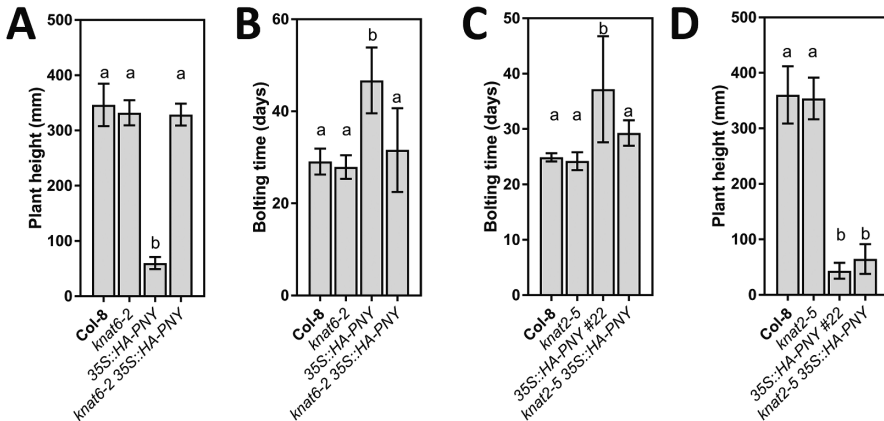 A
Plant height (mm)
500
400
300
200
100
0
a
a
b
a
Col-8
knat6-2
35S::HA-PNY
knat6-2 35S::HA-PNY
B
Bolting time (days)
60
40
20
0
a
a
b
a
Col-8
knat6-2
35S::HA-PNY
knat6-2 35S::HA-PNY
C
Bolting time (days)
50
40
30
20
10
0
a
a
b
a
Col-8
knat2-5
35S::HA-PNY #22
knat2-5 35S::HA-PNY
D
Plant height (mm)
500
400
300
200
100
0
a
a
b
b
Col-8
knat2-5
35S::HA-PNY #22
knat2-5 35S::HA-PNY